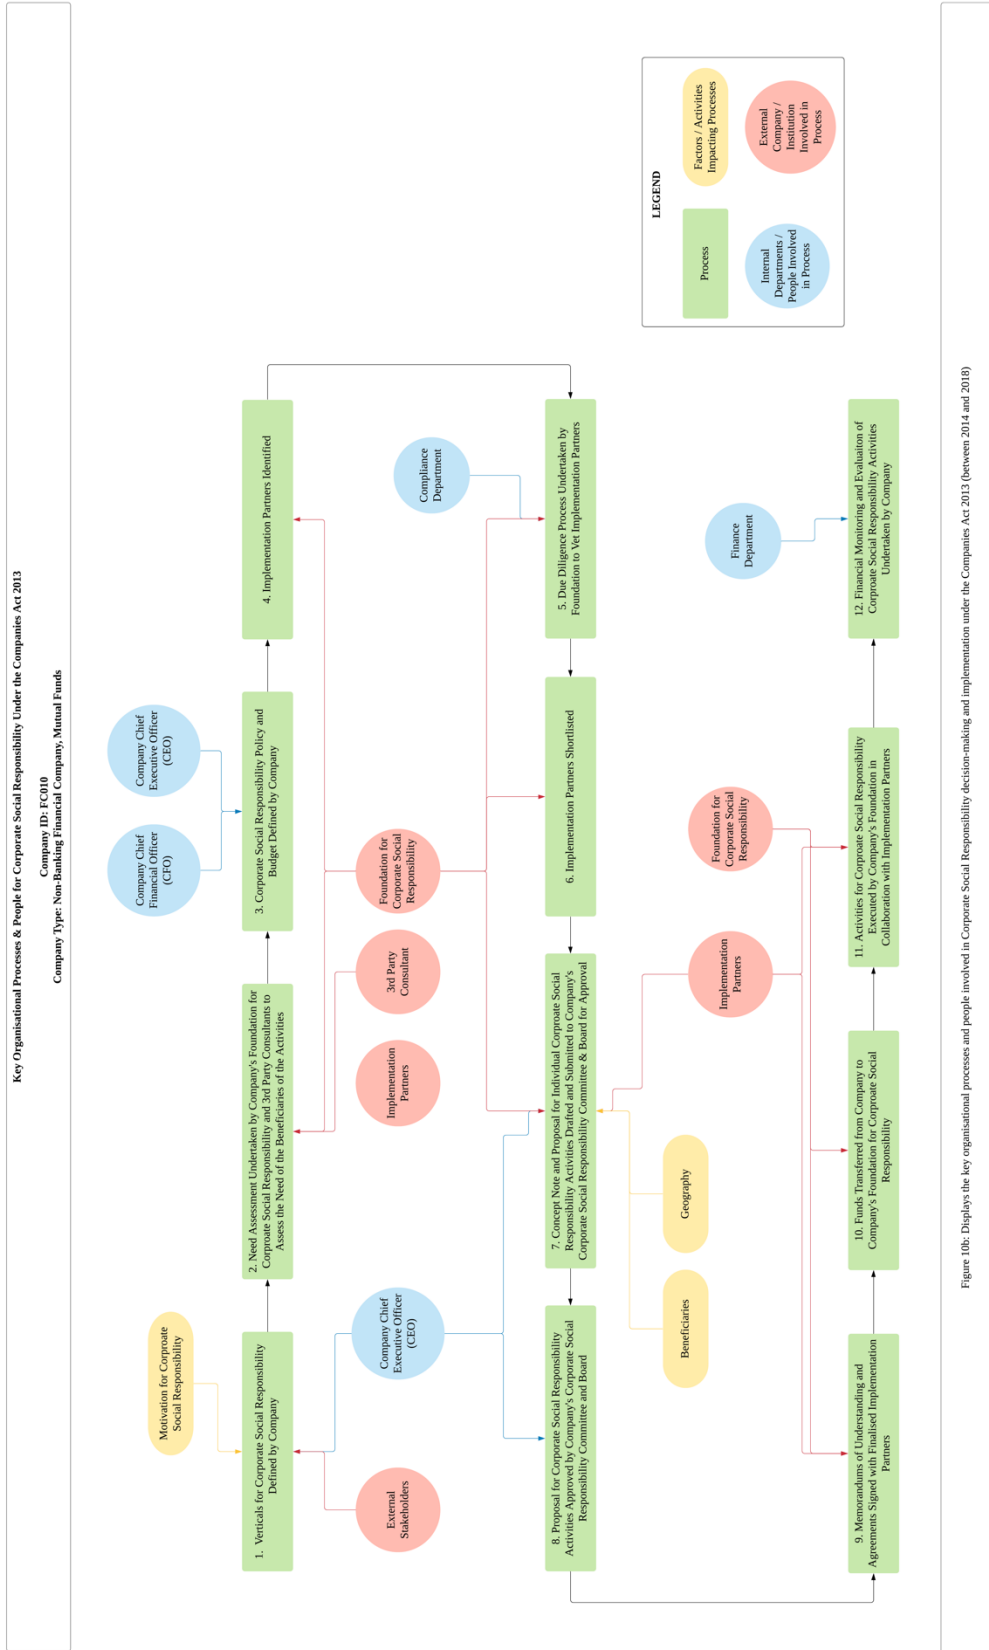 Key Organisational Processes & People for Corporate Social Responsibility Under the Companies Act 2013
Company ID: FC010
Company Type: Non-Banking Financial Company, Mutual Funds
Motivation for Corproate
Social Responsibility
Company Chief
Financial Officer
(CFO)
Company Chief
Executive Officer
(CEO)
1. Verticals for Corporate Social Responsibility
Defined by Company
2. Need Assessment Undertaken by Company's Foundation for
Corproate Social Responsibility and 3rd Party Consultants to
Assess the Need of the Beneficiaries of the Activities
3. Corporate Social Responsibility Policy and
Budget Defined by Company
4. Implementation Partners Identified
External
Stakeholders
Company Chief
Executive Officer
(CEO)
Implementation
Partners
3rd Party
Consultant
Foundation for
Corporate Social
Responsibility
Compliance
Department
8. Proposal for Corporate Social Responsibility
Activities Approved by Company's Corporate Social
Responsibility Committee and Board
7. Concept Note and Proposal for Individual Corproate Social
Responsibility Activities Drafted and Submitted to Company's
Corporate Social Responsibility Committee & Board for Approval
6. Implementation Partners Shortlisted
5. Due Diligence Process Undertaken by
Foundation to Vet Implementation Partners
Beneficiaries
Geography
Implementation
Partners
Foundation for
Corporate Social
Responsibility
Finance
Department
9. Memorandums of Understanding and
Agreements Signed with Finalised Implementation
Partners
10. Funds Transferred from Company to
Company's Foundation for Corproate Social
Responsibility
11. Activities for Corproate Social Responsibility
Executed by Company's Foundation in
Collaboration with Implementation Partners
12. Financial Monitoring and Evaluaiton of
Corproate Social Responsibility Activities
Undertaken by Company
LEGEND
Process
Factors / Activities
Impacting Processes
Internal
Departments /
People Involved
in Process
External
Company /
Institution
Involved in
Process
Figure 10b: Displays the key organisational processes and people involved in Corporate Social Responsibility decision-making and implementation under the Companies Act 2013 (between 2014 and 2018)